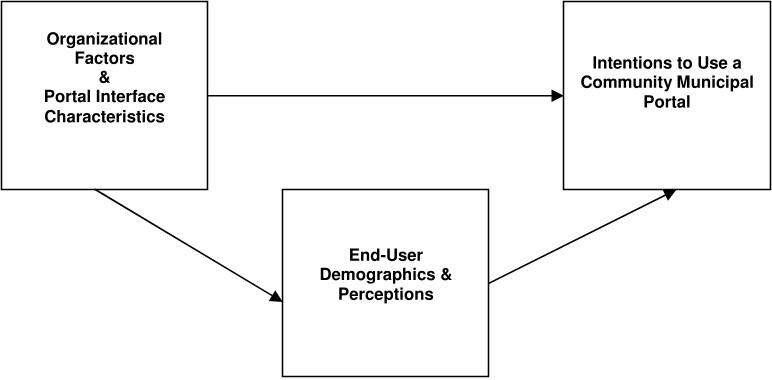 Organizational
Factors
&
Portal Interface
Characteristics
Intentions to Use a
Community Municipal
Portal
End-User
Demographics &
Perceptions